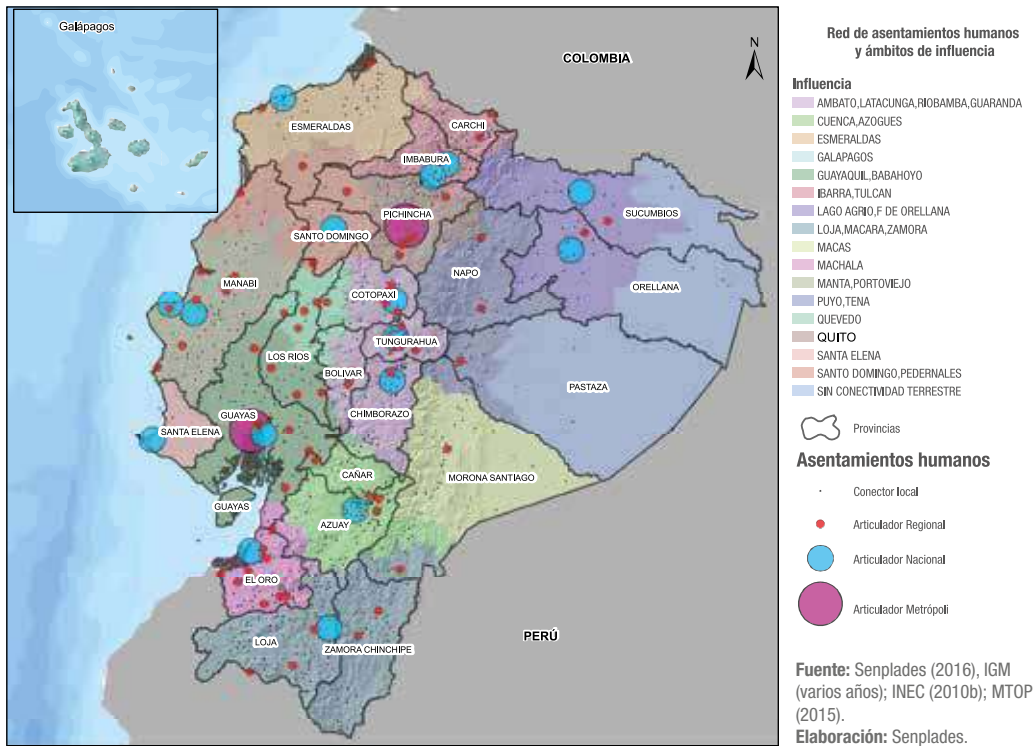 Galápagos
COLOMBIA
N
ESMERALDAS
CARCHI
IMBABURA
PICHINCHA
SUCUMBIOS
SANTO DOMINGO
NAPO
ORELLANA
MANABI
COTOPAXÍ
TUNGURAHUA
LOS RÍOS
BOLIVAR
PASTAZA
CHIMBORAZO
GUAYAS
SANTA ELENA
CAÑAR
MORONA SANTIAGO
GUAYAS
AZUAY
EL ORO
PERÚ
LOJA
ZAMORA CHINCHIPE
Red de asentamientos humanos
y ámbitos de influencia
Influencia
AMBATO,LATACUNGA,RIOBAMBA,GUARANDA
CUENCA,AZOGUES
ESMERALDAS
GALAPAGOS
GUAYAQUIL,BABAHOYO
IBARRA,TULCAN
LAGO AGRIO,F DE ORELLANA
LOJA,MACARA,ZAMORA
MACAS
MACHALA
MANTA,PORTOVIEJO
PUYO,TENA
QUEVEDO
QUITO
SANTA ELENA
SANTO DOMINGO,PEDERNALES
SIN CONECTIVIDAD TERRESTRE
Provincias
Asentamientos humanos
Conector local
Articulador Regional
Articulador Nacional
Articulador Metrópoli
Fuente: Senplades (2016), IGM
(varios años); INEC (2010b); MTOP
(2015).
Elaboración: Senplades.